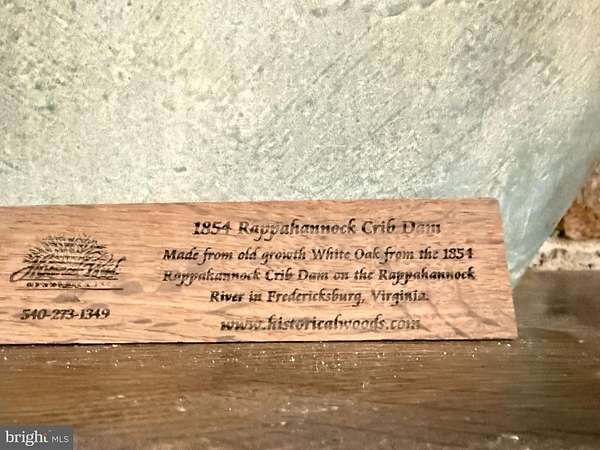 1854 Rappahannock Crib Dam
Made from old growth White Oak from the 1854
Rappahannock Crib Dam on the Rappahannock
River in Fredericksburg, Virginia.
www.historicalwoods.com
540-273-1349
bright MLS